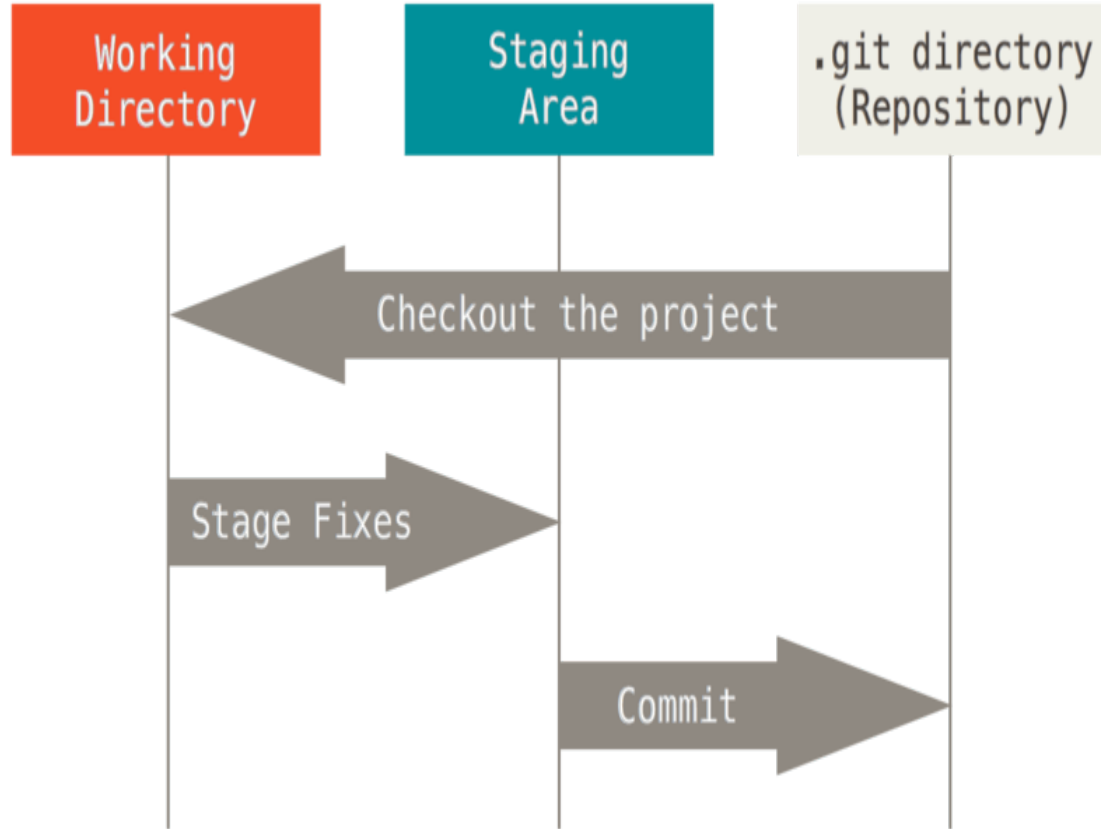 Working
Directory
Staging
Area
.git directory
(Repository)
Checkout the project
Stage Fixes
Commit